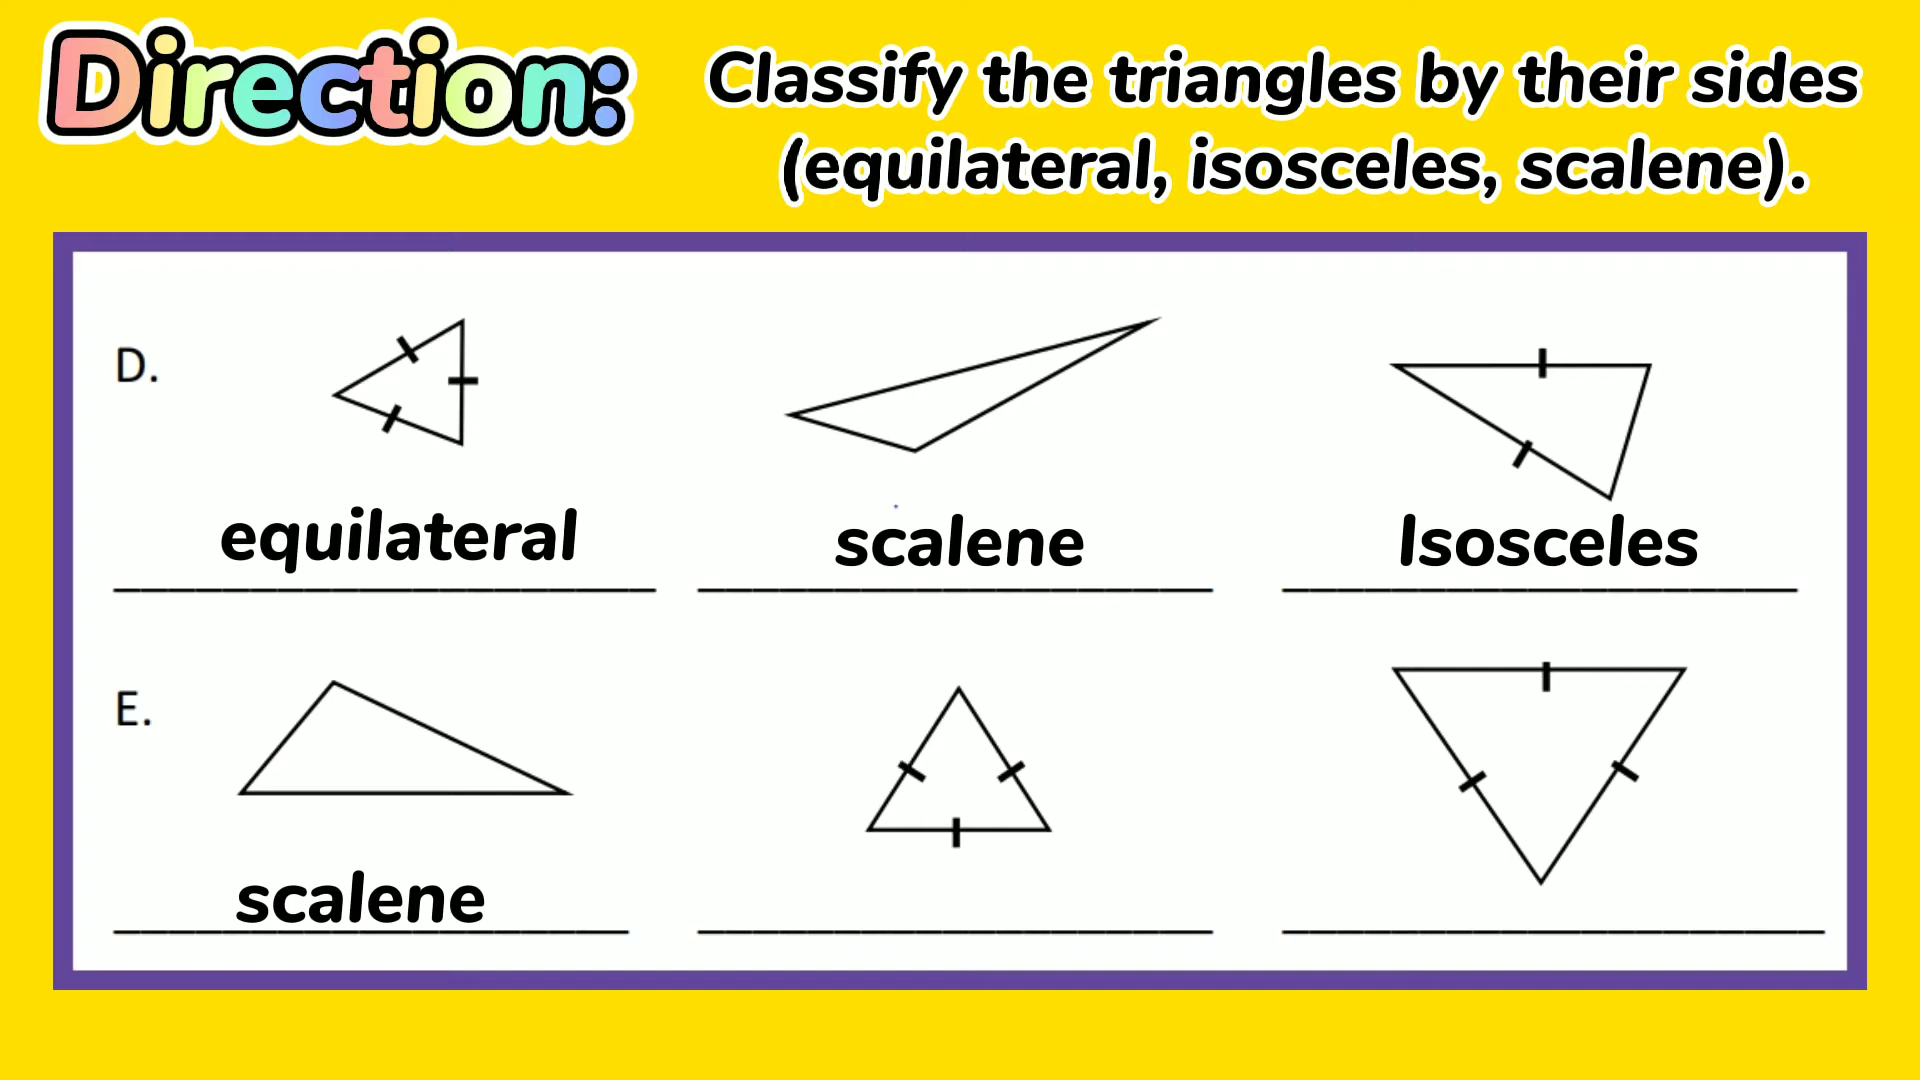 Direction:
Classify the triangles by their sides
(equilateral, isosceles, scalene).
D.
equilateral
scalene
Isosceles
E.
scalene